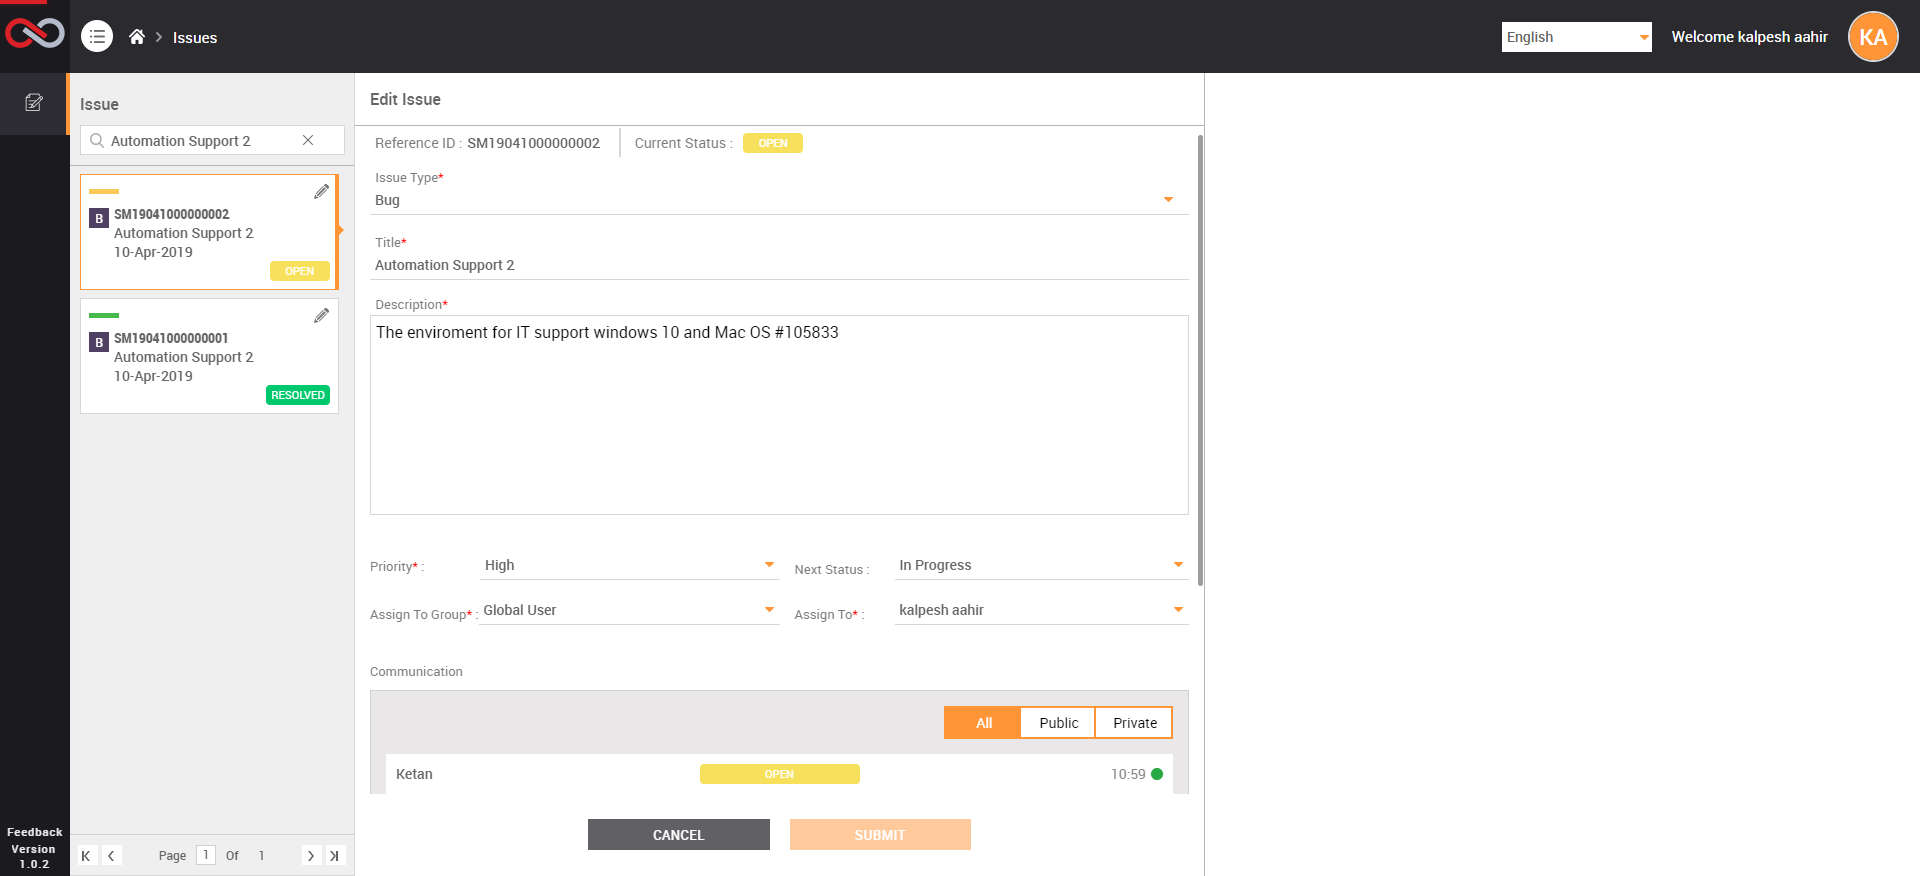 Issues
English
Welcome kalpesh aahir
KA
Issue
Automation Support 2
B SM19041000000002
Automation Support 2
10-Apr-2019
OPEN
B SM19041000000001
Automation Support 2
10-Apr-2019
RESOLVED
Page 1 Of 1
Feedback
Version
1.0.2
Edit Issue
Reference ID : SM19041000000002 Current Status : OPEN
Issue Type*
Bug
Title*
Automation Support 2
Description*
The enviroment for IT support windows 10 and Mac OS #105833
Priority* : High Next Status : In Progress
Assign To Group* : Global User Assign To* : kalpesh aahir
Communication
All Public Private
Ketan OPEN 10:59
CANCEL SUBMIT